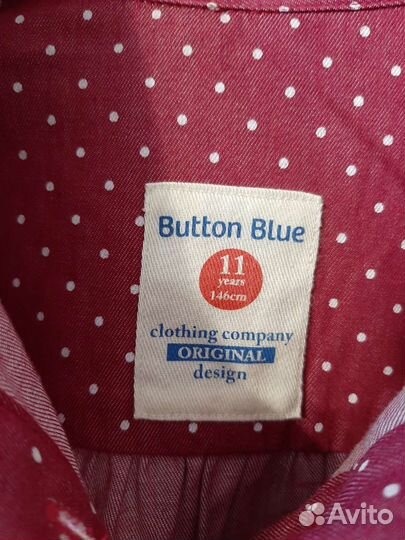 Button Blue
11
years
146cm
clothing company
ORIGINAL
design
Avito